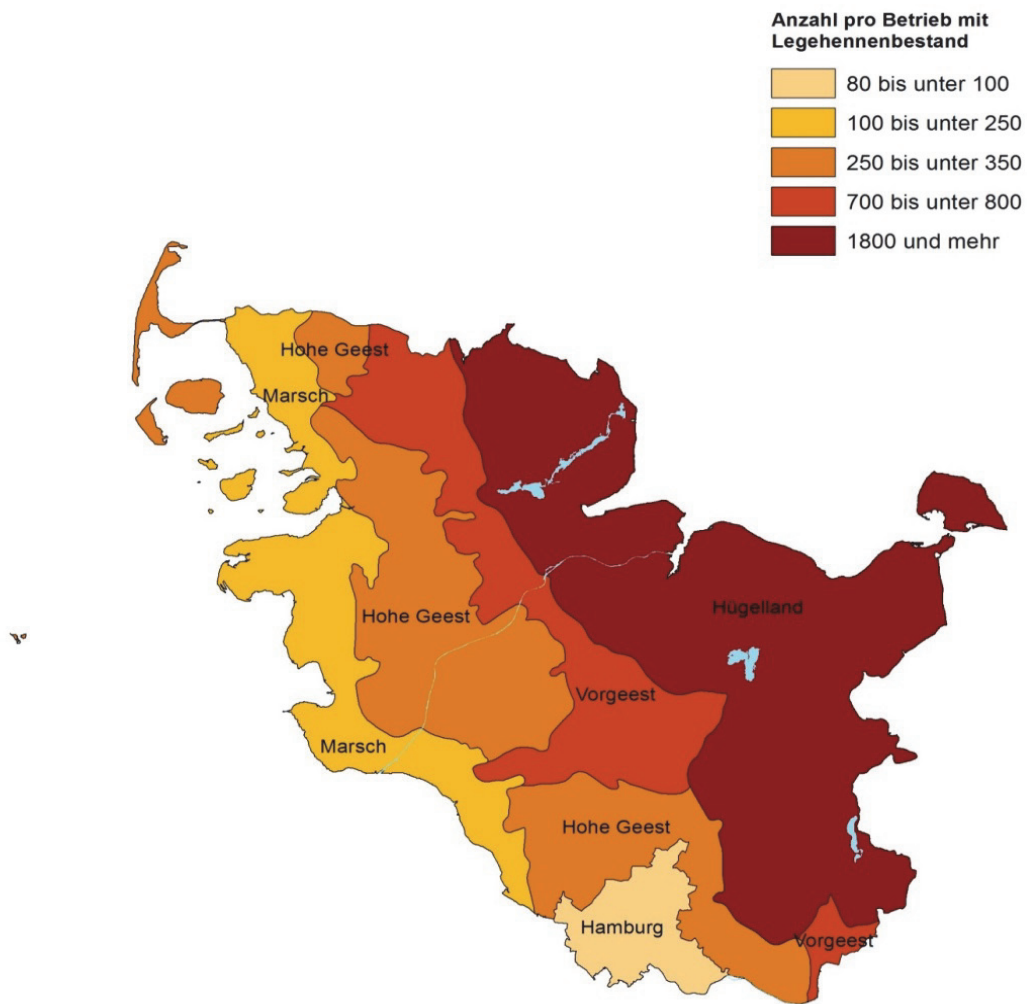 Anzahl pro Betrieb mit
Legehennenbestand
80 bis unter 100
100 bis unter 250
250 bis unter 350
700 bis unter 800
1800 und mehr
Hohe Geest
Marsch
Hügelland
Hohe Geest
Vorgeest
Marsch
Hohe Geest
Hamburg
Vorgeest